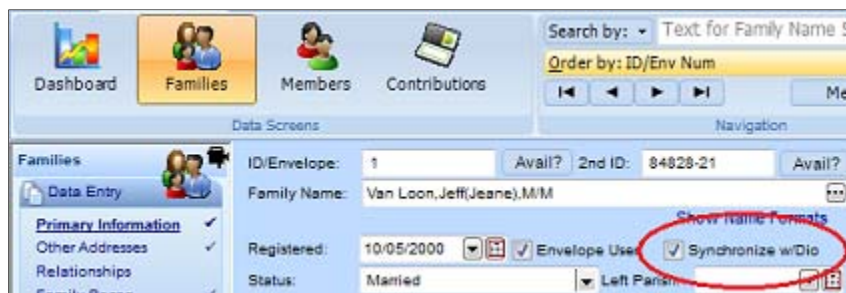 Search by: Text for Family Name S
Order by: ID/Env Num
Dashboard Families Members Contributions
Me
Data Screens Navigation
Families
Data Entry
Primary Information
Other Addresses
Relationships
ID/Envelope: 1 Avail? 2nd ID: 84828-21 Avail?
Family Name: Van Loon,Jeff(Jeane),M/M
Show Name Formats
Registered: 10/05/2000 Envelope User Synchronize w/Dio
Status: Married Left Parish: